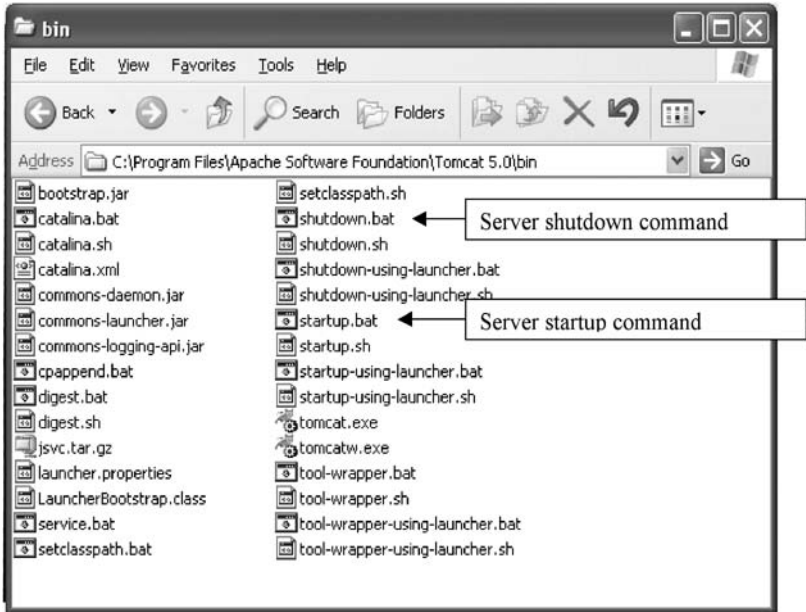 bin
File Edit View Favorites Tools Help
Back Search Folders
Address C:\Program Files\Apache Software Foundation\Tomcat 5.0\bin Go
bootstrap.jar
catalina.bat
catalina.sh
catalina.xml
commons-daemon.jar
commons-launcher.jar
commons-logging-api.jar
cpappend.bat
digest.bat
digest.sh
jsvc.tar.gz
launcher.properties
LauncherBootstrap.class
service.bat
setclasspath.bat
setclasspath.sh
shutdown.bat
shutdown.sh
shutdown-using-launcher.bat
shutdown-using-launcher.sh
startup.bat
startup.sh
startup-using-launcher.bat
startup-using-launcher.sh
tomcat.exe
tomcatw.exe
tool-wrapper.bat
tool-wrapper.sh
tool-wrapper-using-launcher.bat
tool-wrapper-using-launcher.sh
Server shutdown command
Server startup command